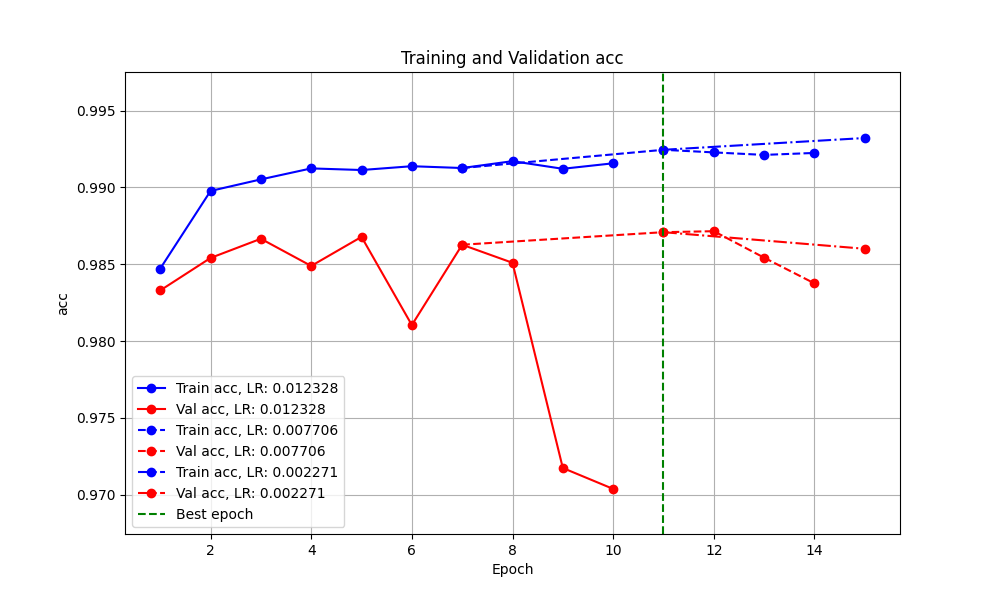 Training and Validation acc
acc
0.995
0.990
0.985
0.980
0.975
0.970
Train acc, LR: 0.012328
Val acc, LR: 0.012328
Train acc, LR: 0.007706
Val acc, LR: 0.007706
Train acc, LR: 0.002271
Val acc, LR: 0.002271
Best epoch
2 4 6 8 10 12 14
Epoch